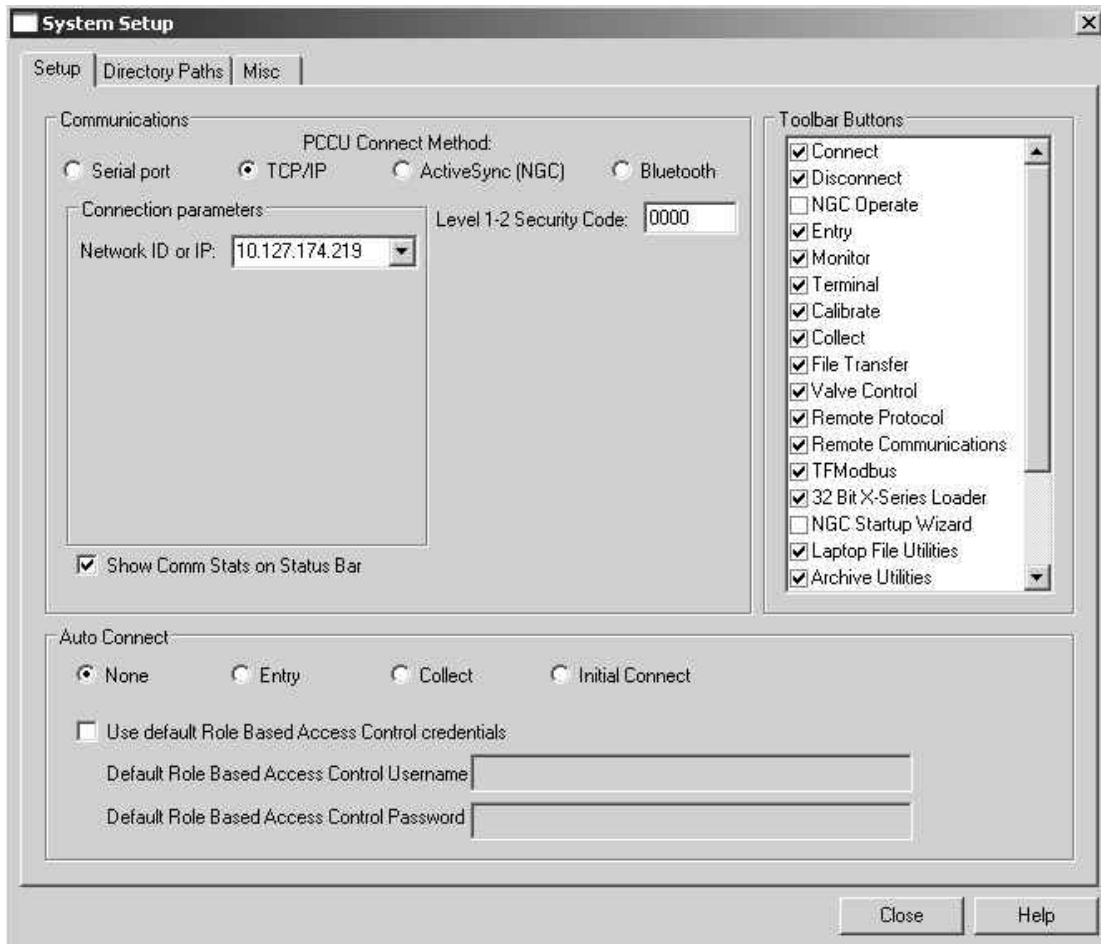 System Setup
Setup Directory Paths Misc
Communications
PCCU Connect Method:
Serial port TCP/IP ActiveSync (NGC) Bluetooth
Connection parameters
Network ID or IP: 10.127.174.219
Level 1-2 Security Code: 0000
Show Comm Stats on Status Bar
Toolbar Buttons
Connect
Disconnect
NGC Operate
Entry
Monitor
Terminal
Calibrate
Collect
File Transfer
Valve Control
Remote Protocol
Remote Communications
TFModbus
32 Bit X-Series Loader
NGC Startup Wizard
Laptop File Utilities
Archive Utilities
Auto Connect
None Entry Collect Initial Connect
Use default Role Based Access Control credentials
Default Role Based Access Control Username
Default Role Based Access Control Password
Close Help